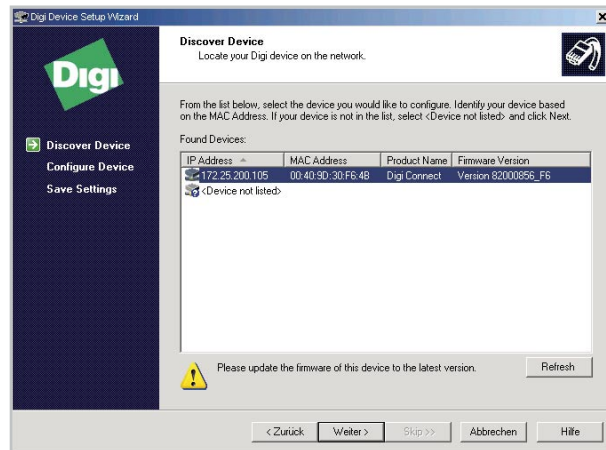 Digi Device Setup Wizard
Digi
Discover Device
Configure Device
Save Settings
Discover Device
Locate your Digi device on the network.
From the list below, select the device you would like to configure. Identify your device based
on the MAC Address. If your device is not in the list, select <Device not listed> and click Next.
Found Devices:
IP Address MAC Address Product Name Firmware Version
172.25.200.105 00:40:9D:30:F6:4B Digi Connect Version 82000856_F6
<Device not listed>
Please update the firmware of this device to the latest version.
Refresh
< Zurück Weiter > Skip >> Abbrechen Hilfe